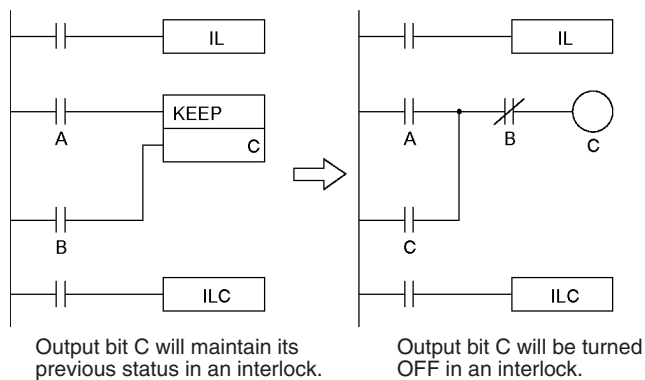 IL
KEEP
A
C
B
ILC
Output bit C will maintain its
previous status in an interlock.
IL
A
B
C
C
ILC
Output bit C will be turned
OFF in an interlock.